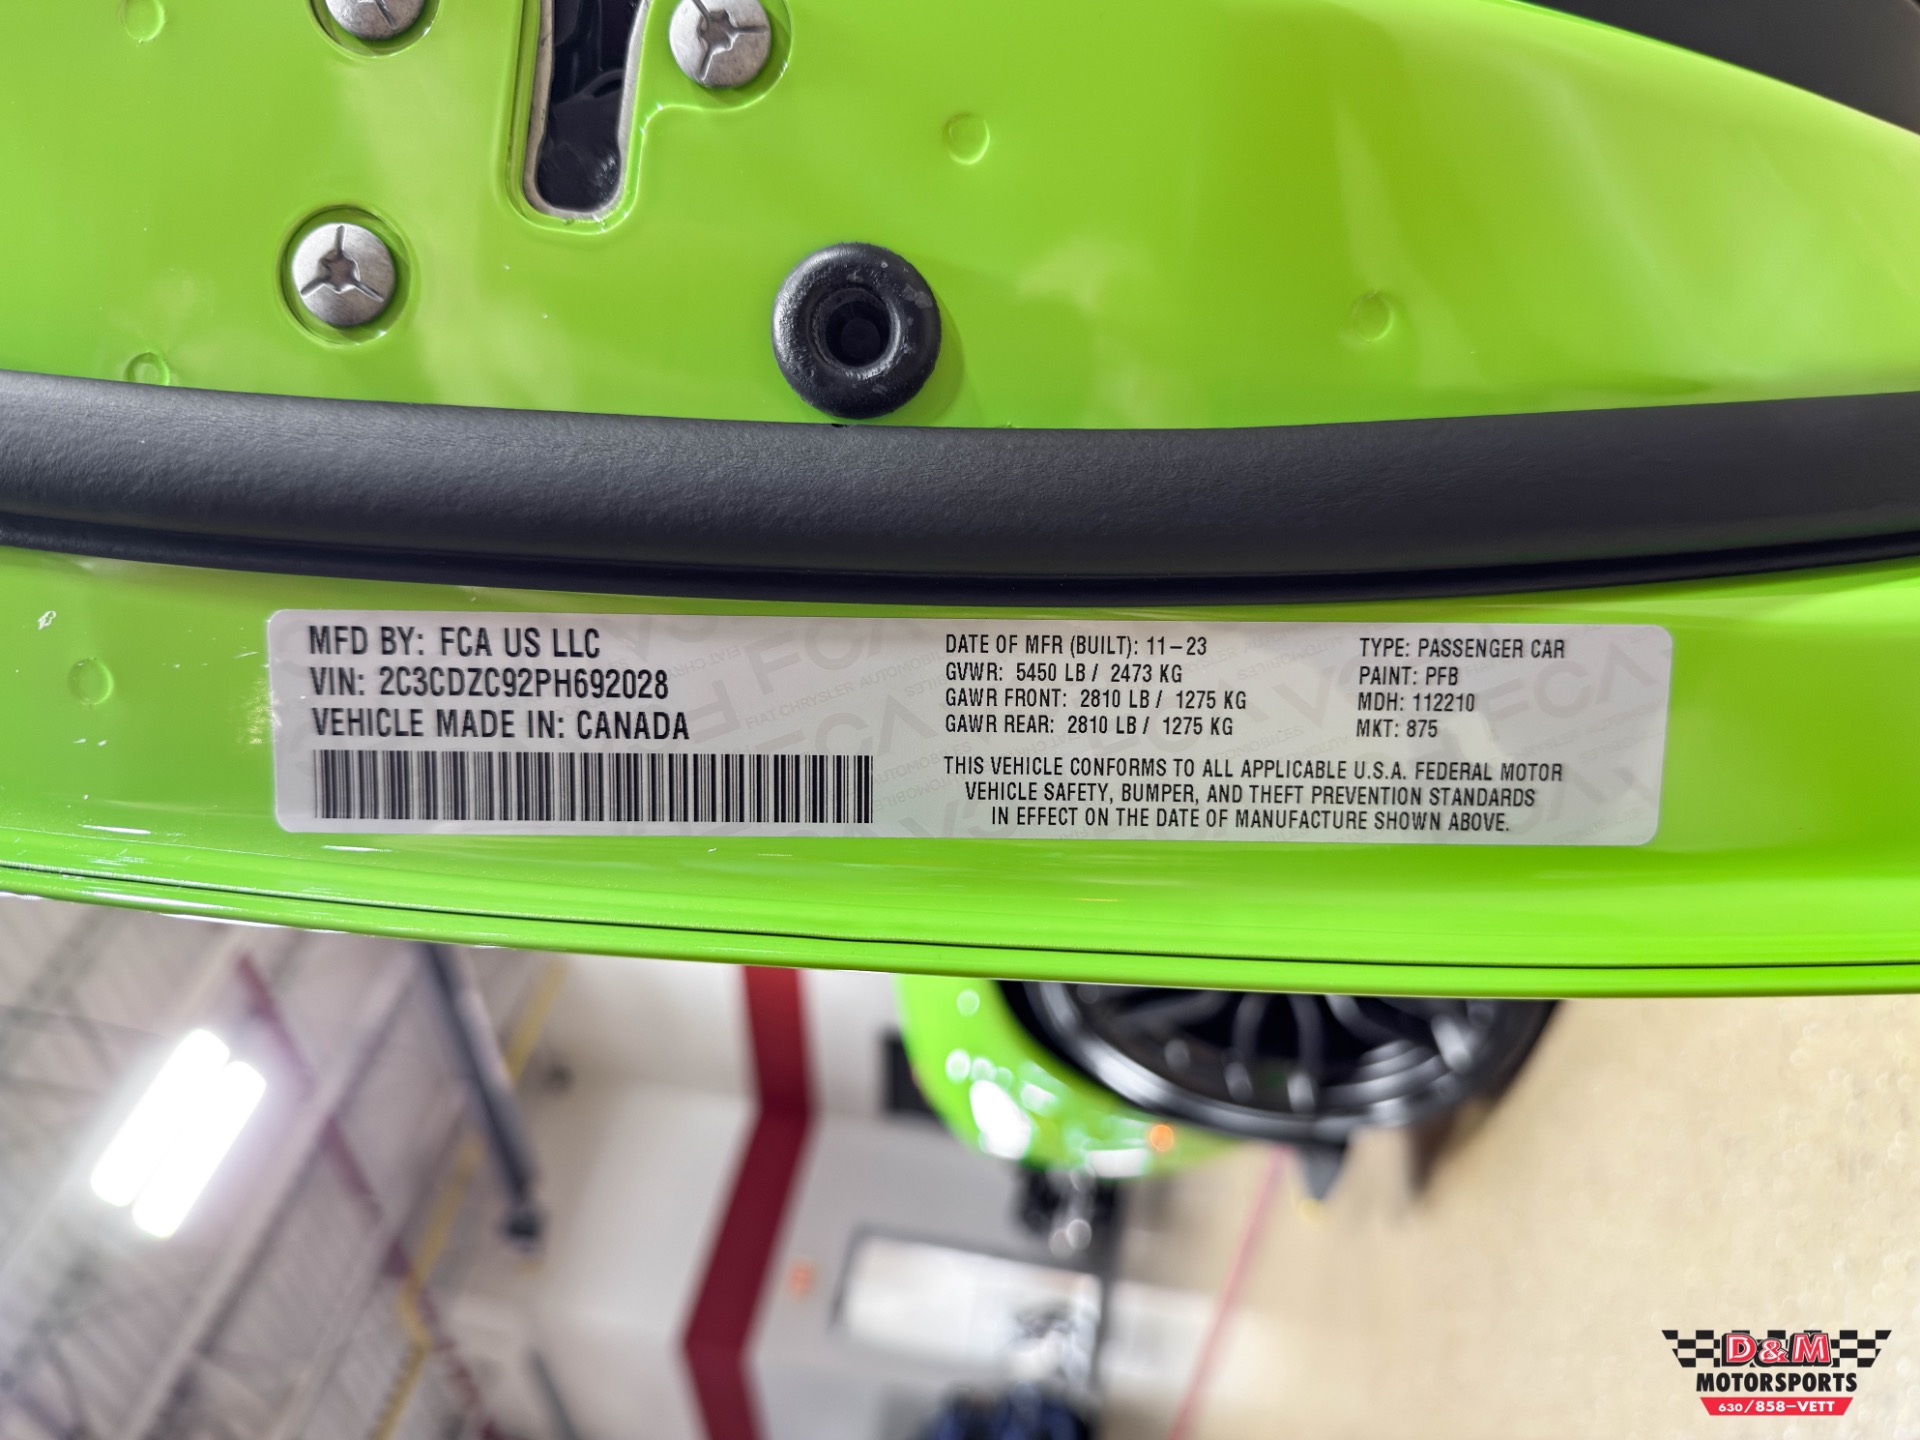 MFD BY: FCA US LLC
VIN: 2C3CDZC92PH692028
VEHICLE MADE IN: CANADA
DATE OF MFR (BUILT): 11-23
GVWR: 5450 LB / 2473 KG
GAWR FRONT: 2810 LB / 1275 KG
GAWR REAR: 2810 LB / 1275 KG
TYPE: PASSENGER CAR
PAINT: PFB
MDH: 112210
MKT: 875
THIS VEHICLE CONFORMS TO ALL APPLICABLE U.S.A. FEDERAL MOTOR
VEHICLE SAFETY, BUMPER, AND THEFT PREVENTION STANDARDS
IN EFFECT ON THE DATE OF MANUFACTURE SHOWN ABOVE.
D&M
MOTORSPORTS
630/858-VETT